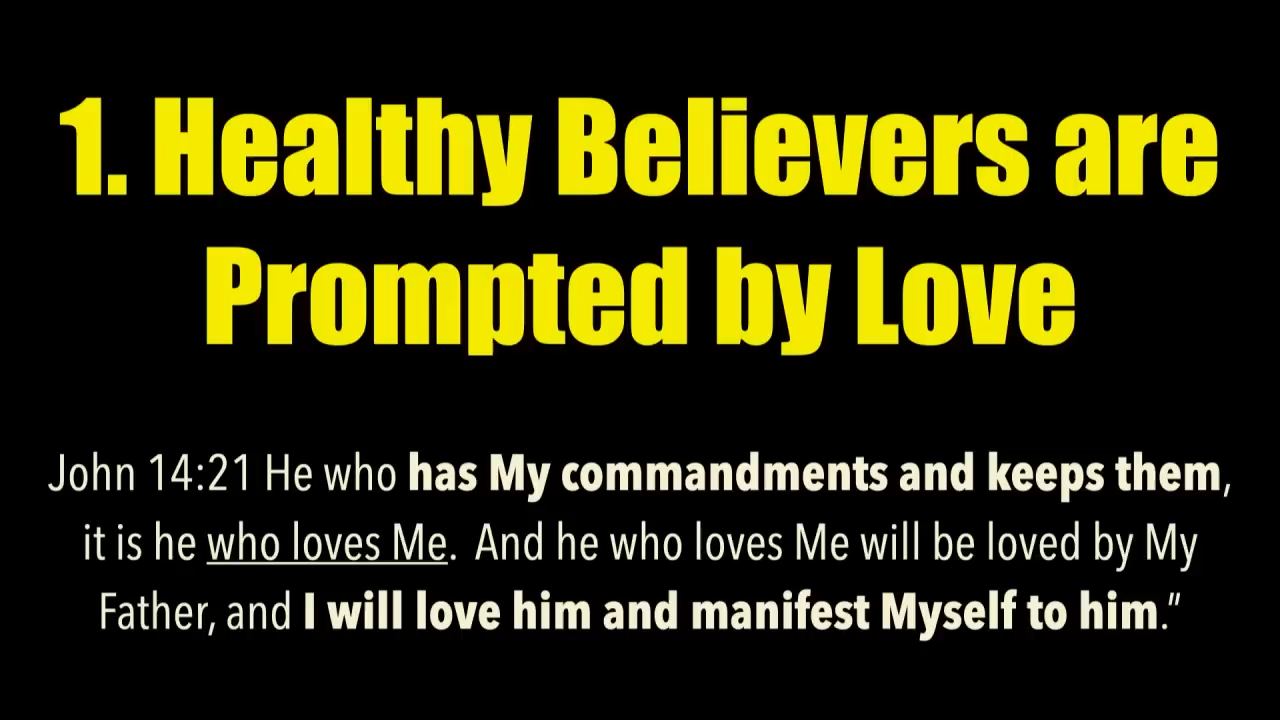 1. Healthy Believers are
Prompted by Love
John 14:21 He who has My commandments and keeps them,
it is he who loves Me.  And he who loves Me will be loved by My
Father, and I will love him and manifest Myself to him.”